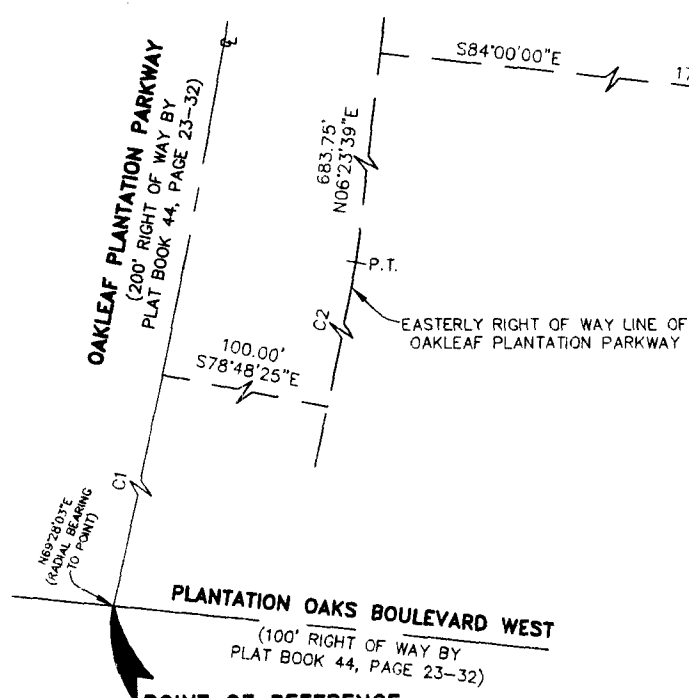 ℄
S84°00'00"E
17
OAKLEAF PLANTATION PARKWAY
(200' RIGHT OF WAY BY
PLAT BOOK 44, PAGE 23-32)
683.75'
N06°23'39"E
P.T.
C2
EASTERLY RIGHT OF WAY LINE OF
OAKLEAF PLANTATION PARKWAY
100.00'
S78°48'25"E
C1
N69°28'03"E
(RADIAL BEARING
TO POINT)
PLANTATION OAKS BOULEVARD WEST
(100' RIGHT OF WAY BY
PLAT BOOK 44, PAGE 23-32)
POINT OF REFERENCE